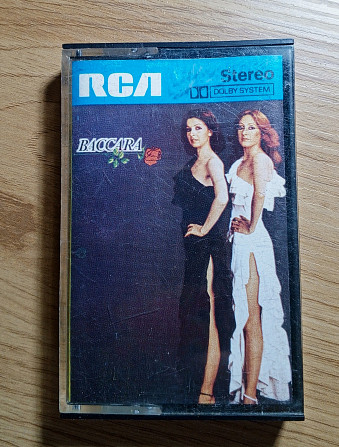 RCA
Stereo
DOLBY SYSTEM
BACCARA